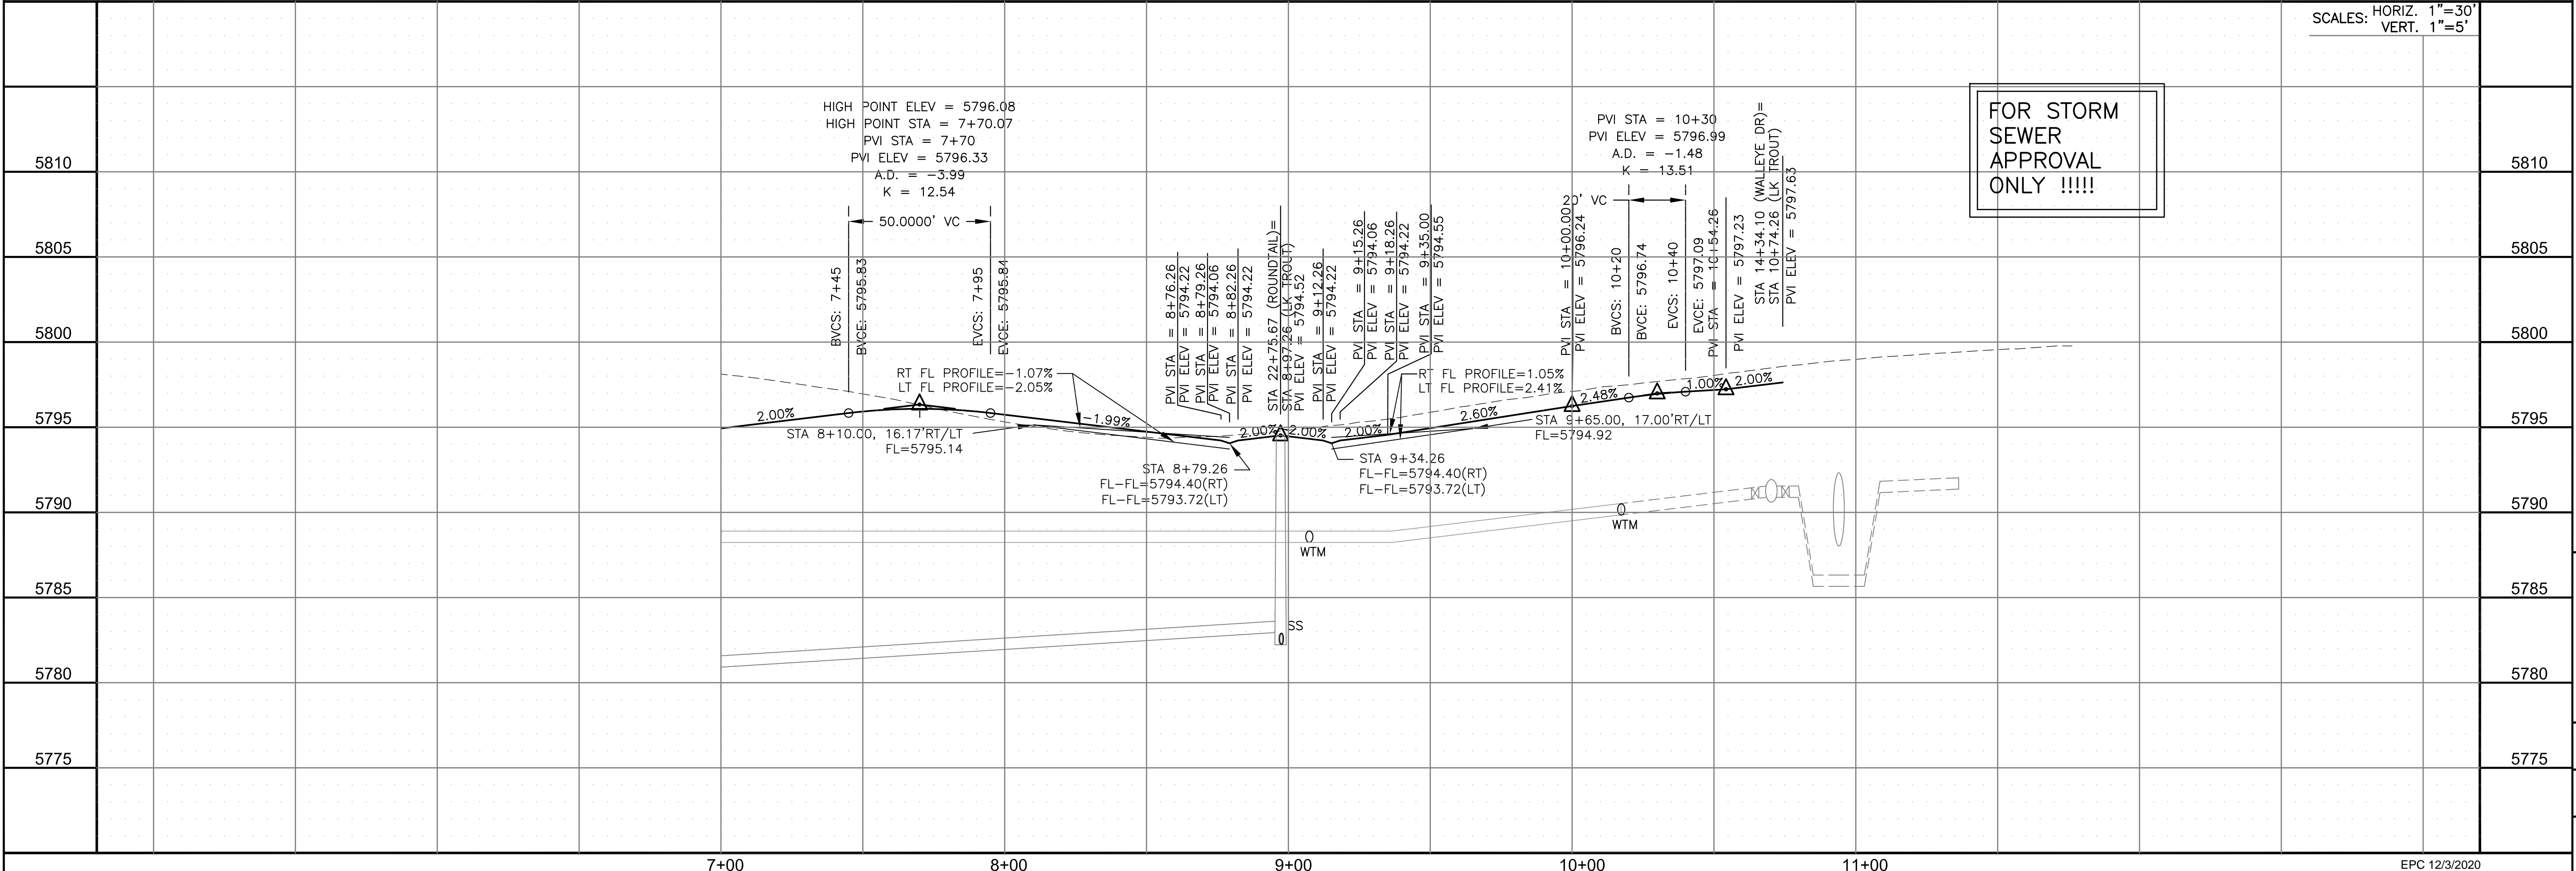 SCALES: HORIZ. 1"=30'
VERT. 1"=5'
FOR STORM
SEWER
APPROVAL
ONLY !!!!!
HIGH POINT ELEV = 5796.08
HIGH POINT STA = 7+70.07
PVI STA = 7+70
PVI ELEV = 5796.33
A.D. = -3.99
K = 12.54
50.0000' VC
BVCS: 7+45
BVCE: 5795.83
EVCS: 7+95
EVCE: 5795.84
PVI STA = 8+76.26
PVI ELEV = 5794.22
PVI STA = 8+79.26
PVI ELEV = 5794.06
PVI STA = 8+82.26
PVI ELEV = 5794.22
STA 22+75.67 (ROUNDTAIL)=
STA 8+97.26 (LK TROUT)
PVI ELEV = 5794.52
PVI STA = 9+12.26
PVI ELEV = 5794.22
PVI STA = 9+15.26
PVI ELEV = 5794.06
PVI STA = 9+18.26
PVI ELEV = 5794.22
PVI STA = 9+35.00
PVI ELEV = 5794.55
PVI STA = 10+00.00
PVI ELEV = 5796.24
PVI STA = 10+30
PVI ELEV = 5796.99
A.D. = -1.48
K = 13.51
20' VC
BVCS: 10+20
BVCE: 5796.74
EVCS: 10+40
EVCE: 5797.09
PVI STA = 10+54.26
PVI ELEV = 5797.23
STA 14+34.10 (WALLEYE DR)=
STA 10+74.26 (LK TROUT)
PVI ELEV = 5797.63
RT FL PROFILE=-1.07%
LT FL PROFILE=-2.05%
RT FL PROFILE=1.05%
LT FL PROFILE=2.41%
2.00%
-1.99%
2.00%
-2.00%
2.00%
2.60%
2.48%
1.00%
2.00%
STA 8+10.00, 16.17'RT/LT
FL=5795.14
STA 8+79.26
FL-FL=5794.40(RT)
FL-FL=5793.72(LT)
STA 9+34.26
FL-FL=5794.40(RT)
FL-FL=5793.72(LT)
STA 9+65.00, 17.00'RT/LT
FL=5794.92
WTM
WTM
SS
5810
5805
5800
5795
5790
5785
5780
5775
5810
5805
5800
5795
5790
5785
5780
5775
7+00
8+00
9+00
10+00
11+00
EPC 12/3/2020